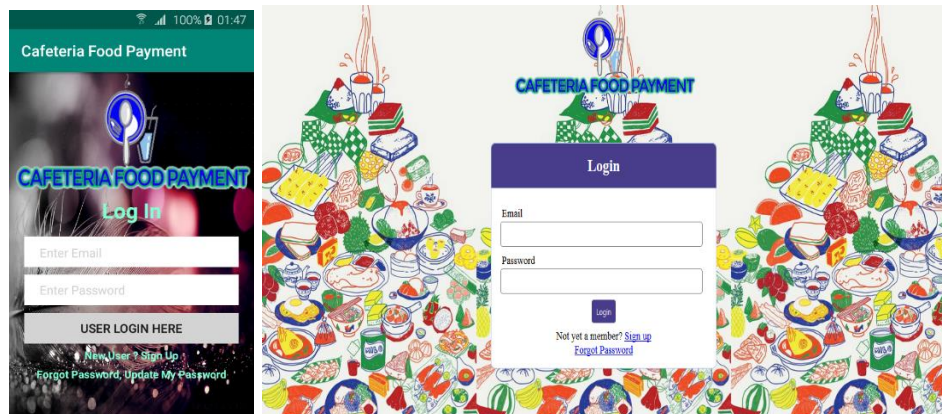 100% 01:47
Cafeteria Food Payment
CAFETERIA FOOD PAYMENT
Log In
Enter Email
Enter Password
USER LOGIN HERE
New User ? Sign Up
Forgot Password, Update My Password
CAFETERIA FOOD PAYMENT
Login
Email
Password
Login
Not yet a member? Sign up
Forgot Password